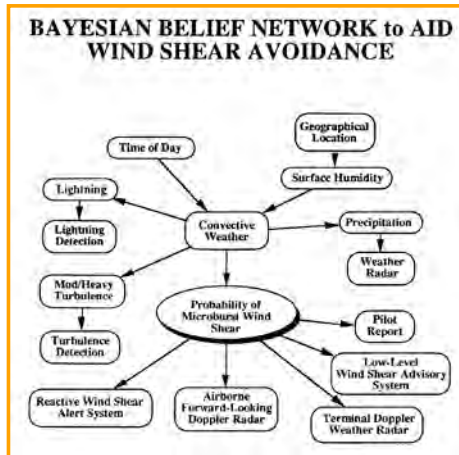 BAYESIAN BELIEF NETWORK to AID
WIND SHEAR AVOIDANCE
Geographical
Location
Time of Day
Surface Humidity
Lightning
Convective
Weather
Precipitation
Lightning
Detection
Weather
Radar
Mod/Heavy
Turbulence
Probability of
Microburst Wind
Shear
Pilot
Report
Turbulence
Detection
Low-Level
Wind Shear Advisory
System
Reactive Wind Shear
Alert System
Airborne
Forward-Looking
Doppler Radar
Terminal Doppler
Weather Radar